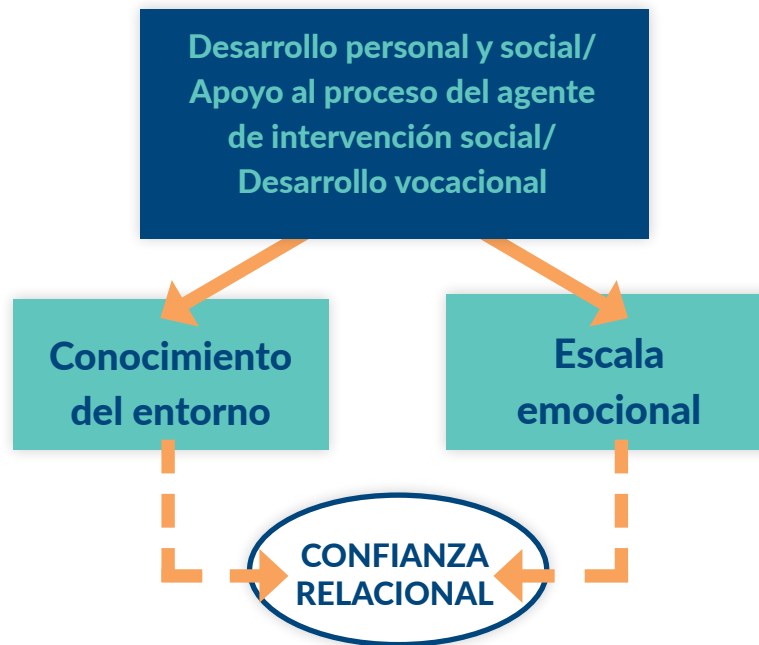 Desarrollo personal y social/
Apoyo al proceso del agente
de intervención social/
Desarrollo vocacional
Conocimiento
del entorno
Escala
emocional
CONFIANZA
RELACIONAL